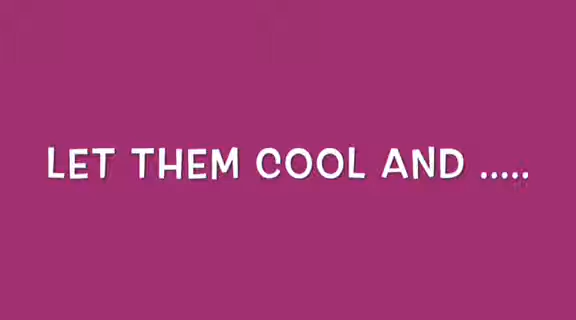 LET THEM COOL AND .....